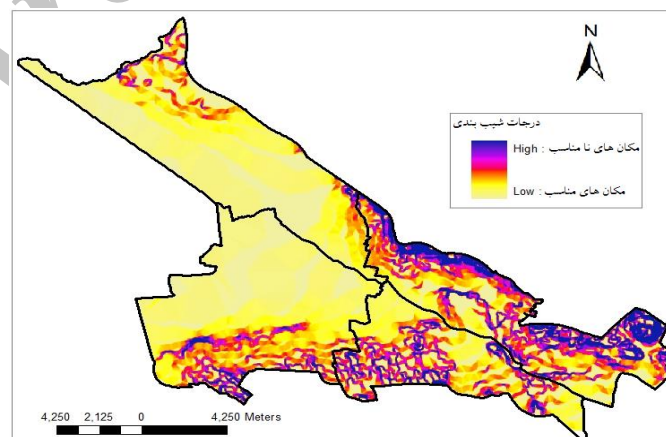 N
درجات شیب بندی
High : مکان های نا مناسب
Low : مکان های مناسب
4,250 2,125 0 4,250 Meters